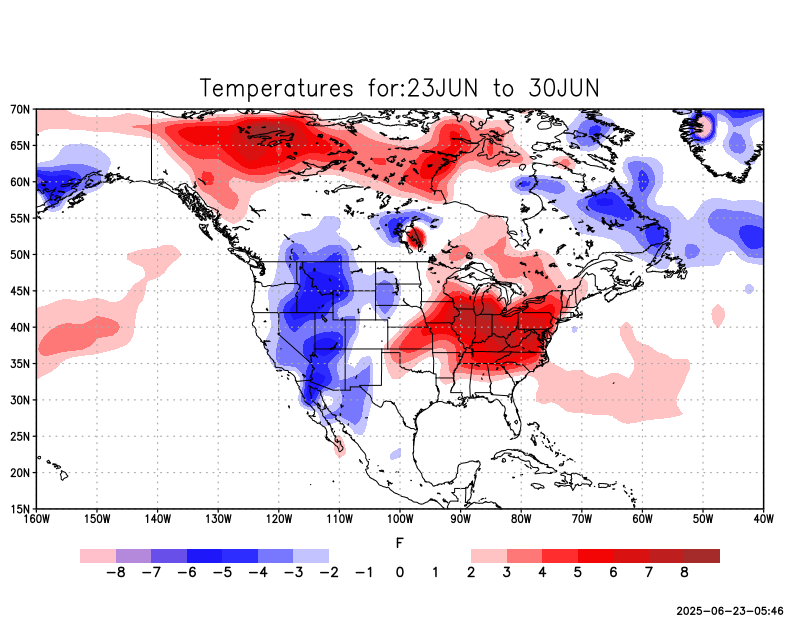 Temperatures for:23JUN to 30JUN
70N
65N
60N
55N
50N
45N
40N
35N
30N
25N
20N
15N
160W 150W 140W 130W 120W 110W 100W 90W 80W 70W 60W 50W 40W
F
−8 −7 −6 −5 −4 −3 −2 −1 0 1 2 3 4 5 6 7 8
2025-06-23-05:46